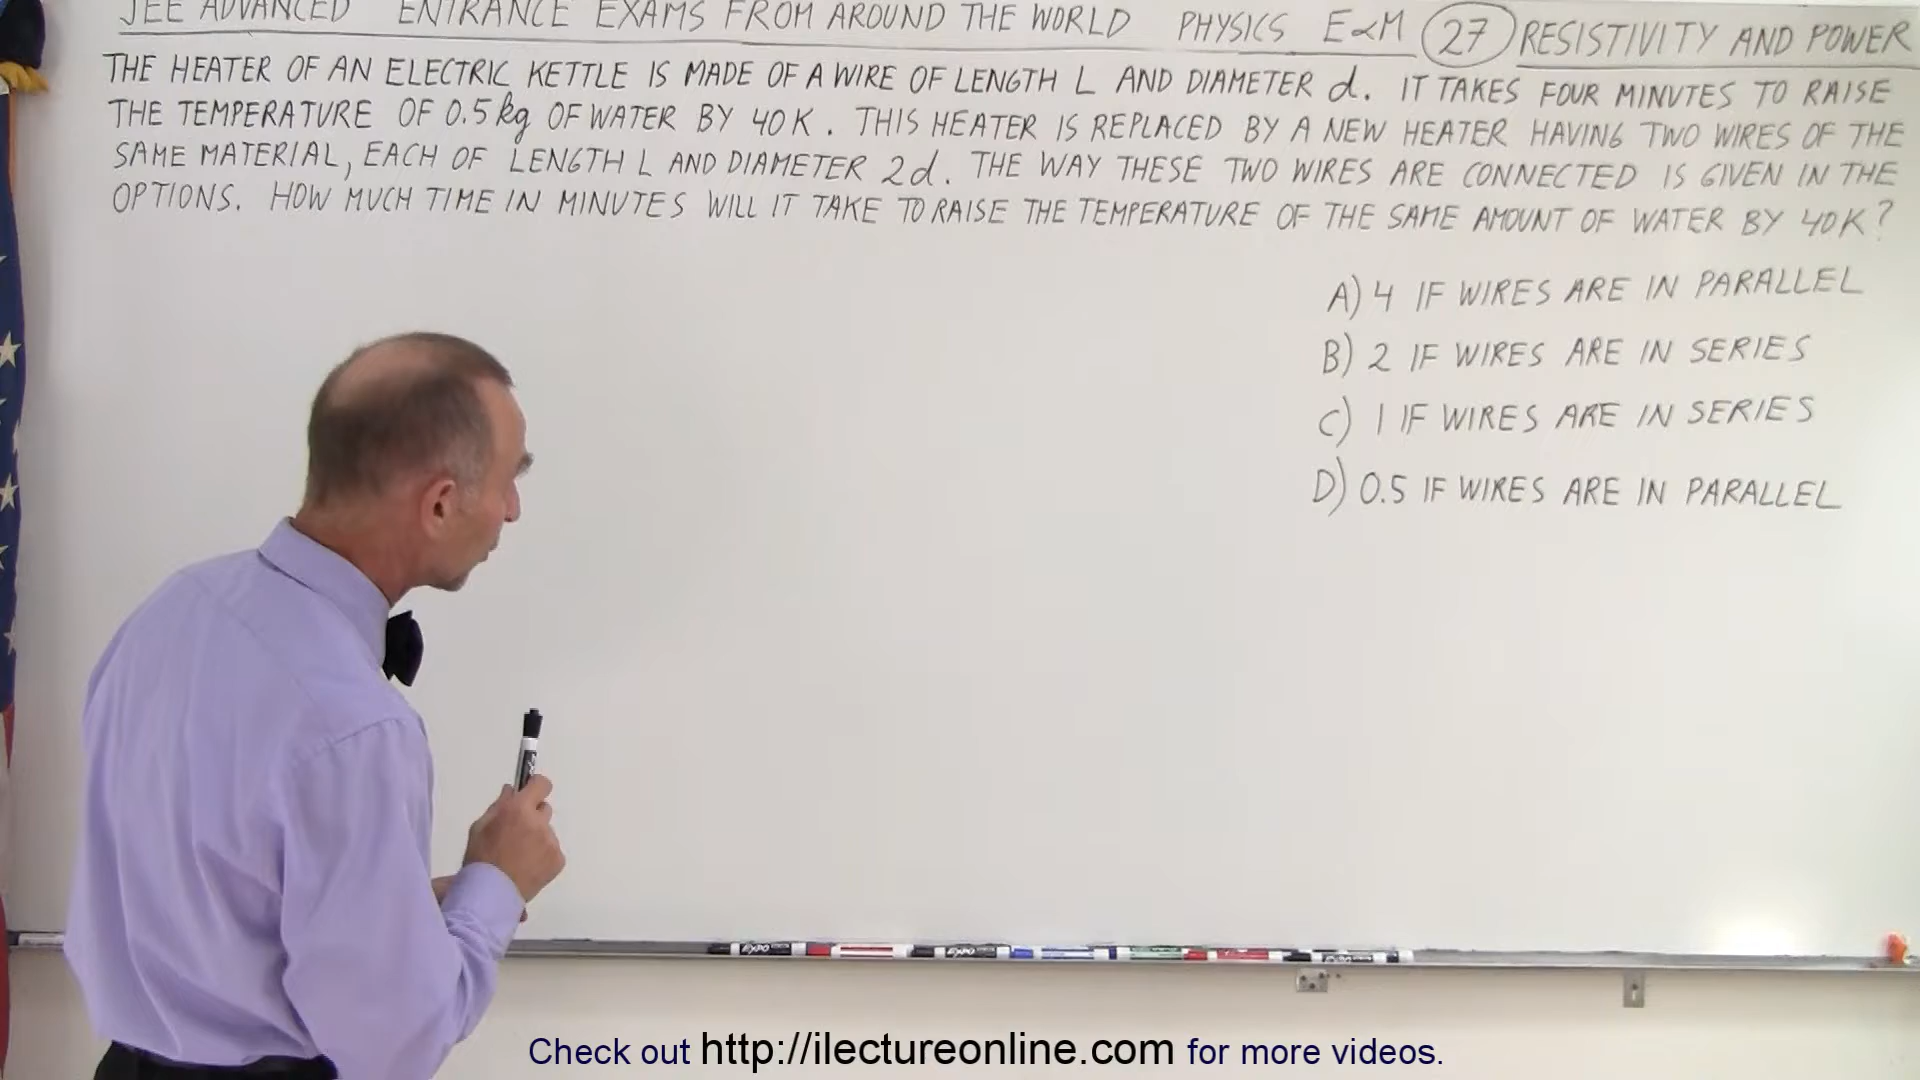 JEE ADVANCED ENTRANCE EXAMS FROM AROUND THE WORLD PHYSICS E&M 27 RESISTIVITY AND POWER
THE HEATER OF AN ELECTRIC KETTLE IS MADE OF A WIRE OF LENGTH L AND DIAMETER d. IT TAKES FOUR MINUTES TO RAISE
THE TEMPERATURE OF 0.5 kg OF WATER BY 40 K. THIS HEATER IS REPLACED BY A NEW HEATER HAVING TWO WIRES OF THE
SAME MATERIAL, EACH OF LENGTH L AND DIAMETER 2d. THE WAY THESE TWO WIRES ARE CONNECTED IS GIVEN IN THE
OPTIONS. HOW MUCH TIME IN MINUTES WILL IT TAKE TO RAISE THE TEMPERATURE OF THE SAME AMOUNT OF WATER BY 40K?
A) 4 IF WIRES ARE IN PARALLEL
B) 2 IF WIRES ARE IN SERIES
C) 1 IF WIRES ARE IN SERIES
D) 0.5 IF WIRES ARE IN PARALLEL
EXPO
EXPO
Check out http://ilectureonline.com for more videos.